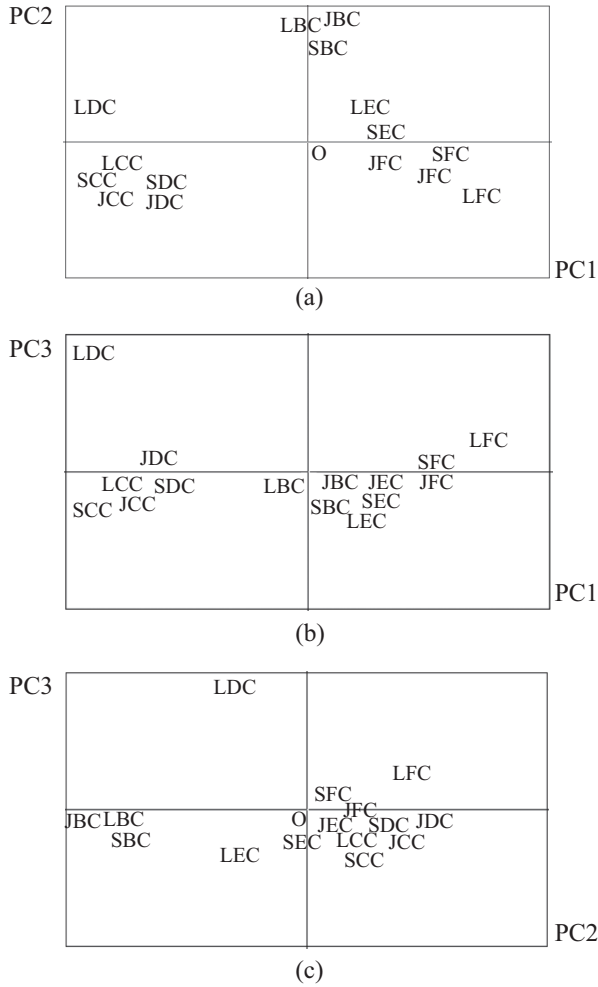 PC2
LBC JBC
SBC
LDC
LEC
SEC
O
LCC
JFC
SFC
SCC
SDC
JFC
JCC
JDC
LFC
PC1
(a)
PC3
LDC
LFC
JDC
SFC
LCC
SDC
LBC
JBC
JEC
JFC
SCC
JCC
SBC
SEC
LEC
PC1
(b)
PC3
LDC
LFC
SFC
JFC
JBC
LBC
O
JEC
SDC
JDC
SBC
SEC
LCC
JCC
LEC
SCC
PC2
(c)